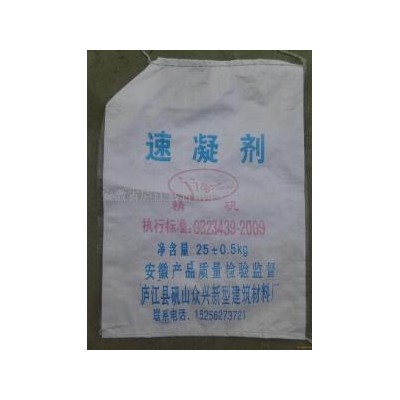 速凝剂
精矾
执行标准:GB23439-2009
净含量 25±0.5kg
安徽产品质量检验监督
庐江县矾山众兴新型建筑材料厂
联系电话:15256273721